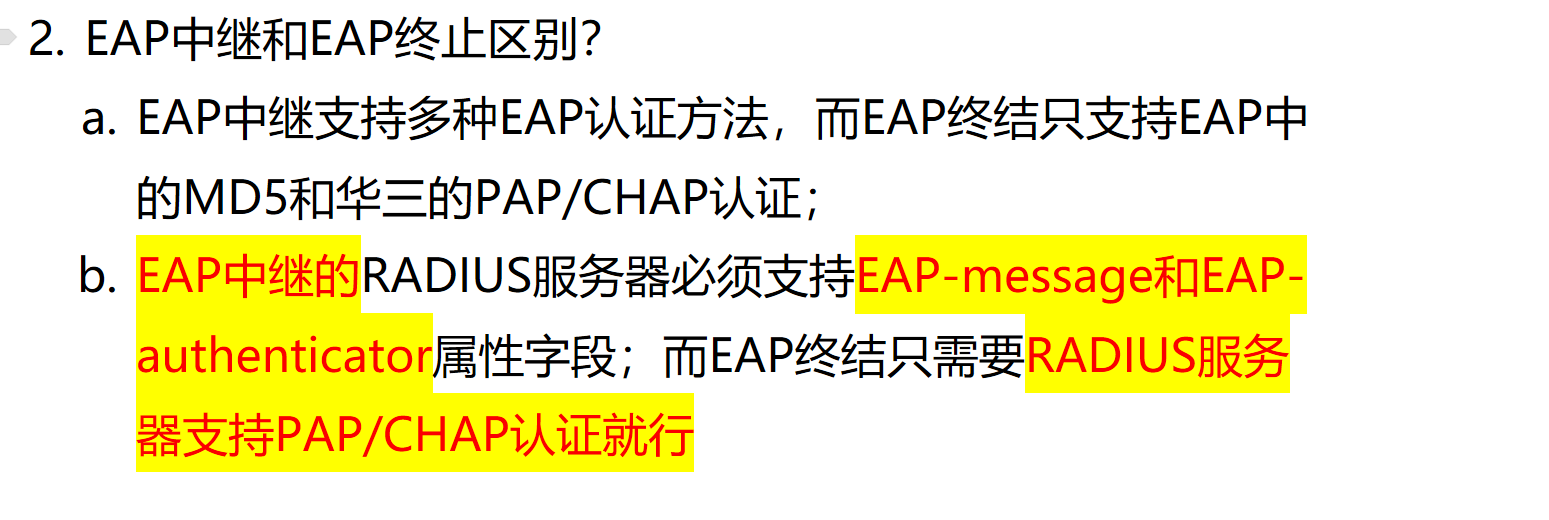 2. EAP中继和EAP终止区别？
a. EAP中继支持多种EAP认证方法，而EAP终结只支持EAP中
的MD5和华三的PAP/CHAP认证；
b. EAP中继的RADIUS服务器必须支持EAP-message和EAP-
authenticator属性字段；而EAP终结只需要RADIUS服务
器支持PAP/CHAP认证就行